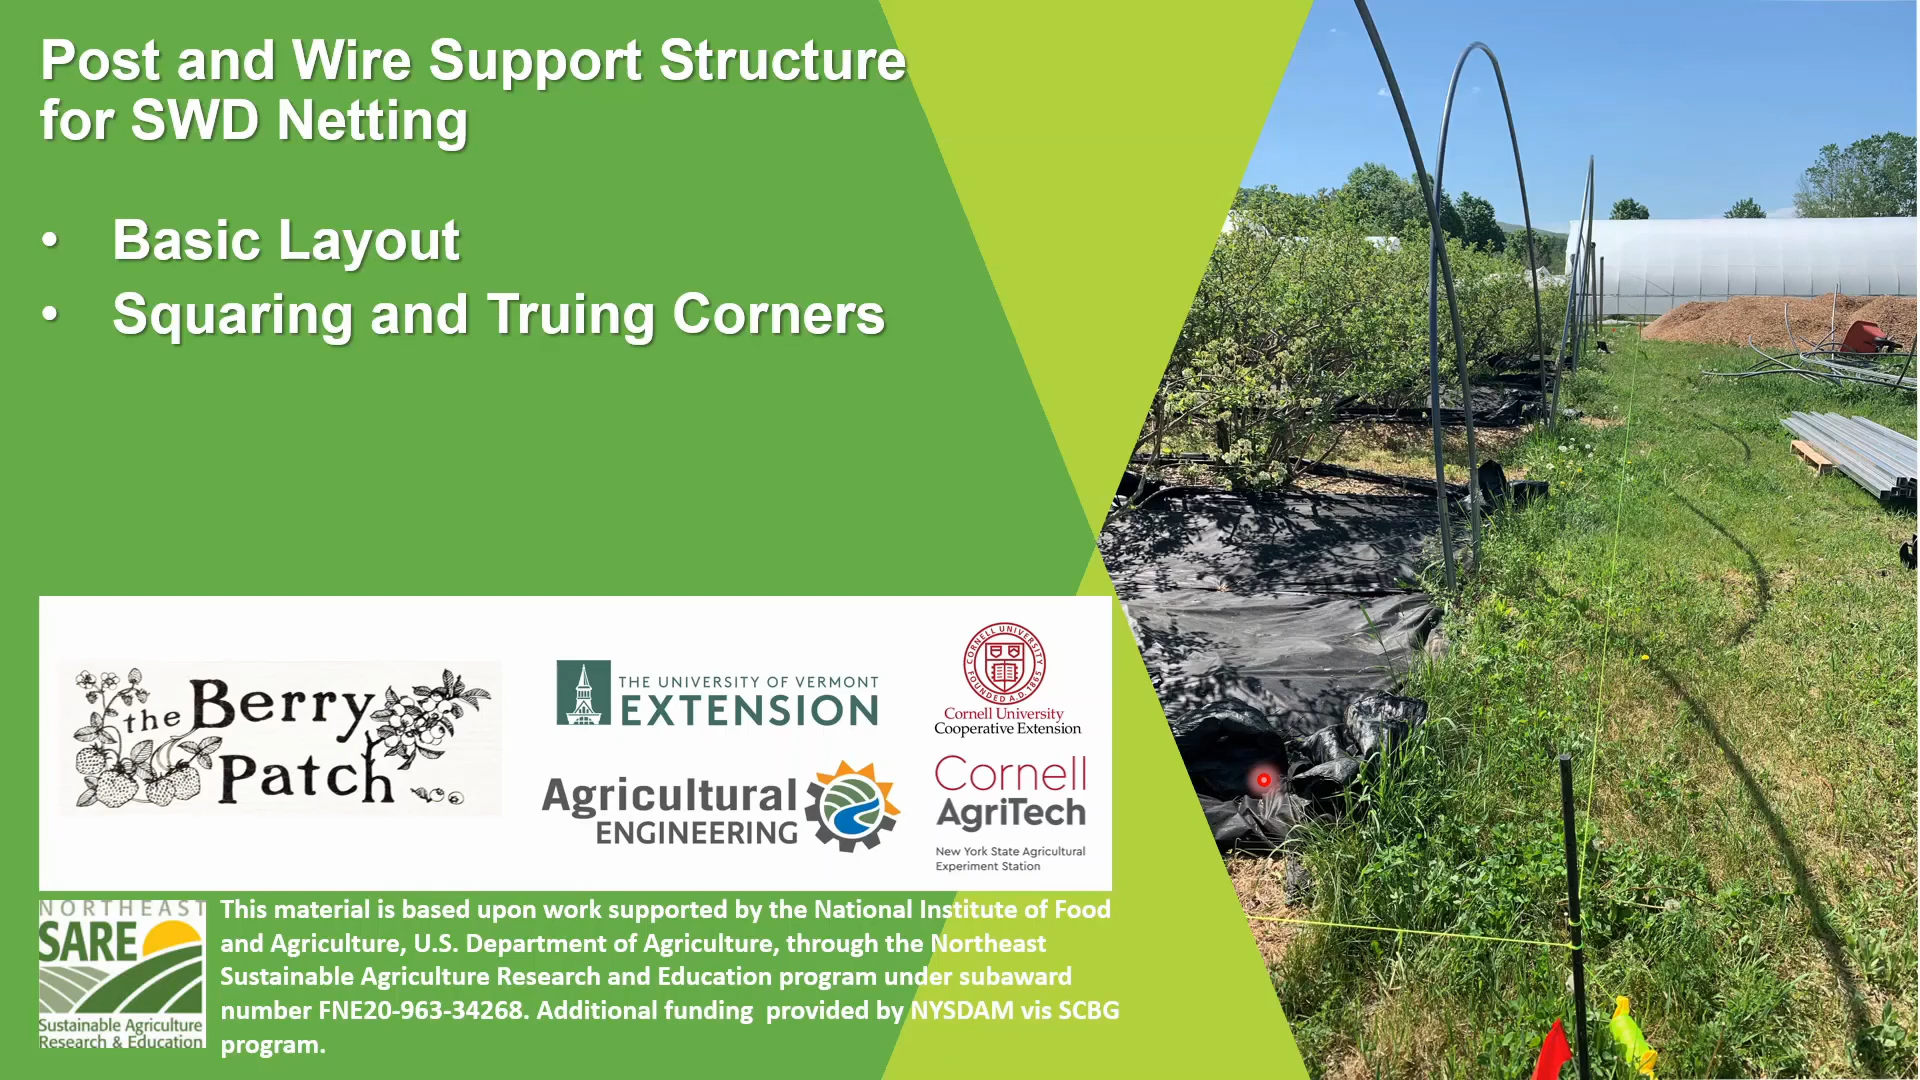 Post and Wire Support Structure
for SWD Netting
• Basic Layout
• Squaring and Truing Corners
the Berry
Patch
THE UNIVERSITY OF VERMONT
EXTENSION
Agricultural
ENGINEERING
CORNELL UNIVERSITY
FOUNDED A.D. 1865
Cornell University
Cooperative Extension
Cornell
AgriTech
New York State Agricultural
Experiment Station
NORTHEAST
SARE
Sustainable Agriculture
Research & Education
This material is based upon work supported by the National Institute of Food
and Agriculture, U.S. Department of Agriculture, through the Northeast
Sustainable Agriculture Research and Education program under subaward
number FNE20-963-34268. Additional funding  provided by NYSDAM vis SCBG
program.